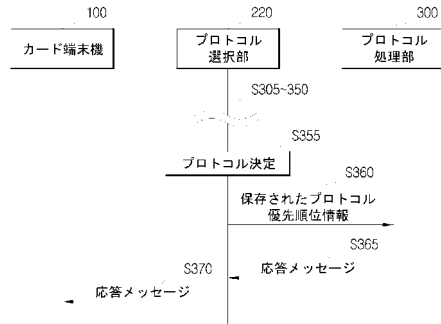 100
220
300
カード端末機
プロトコル
選択部
プロトコル
処理部
S305~350
S355
プロトコル決定
S360
保存されたプロトコル
優先順位情報
S365
応答メッセージ
S370
応答メッセージ